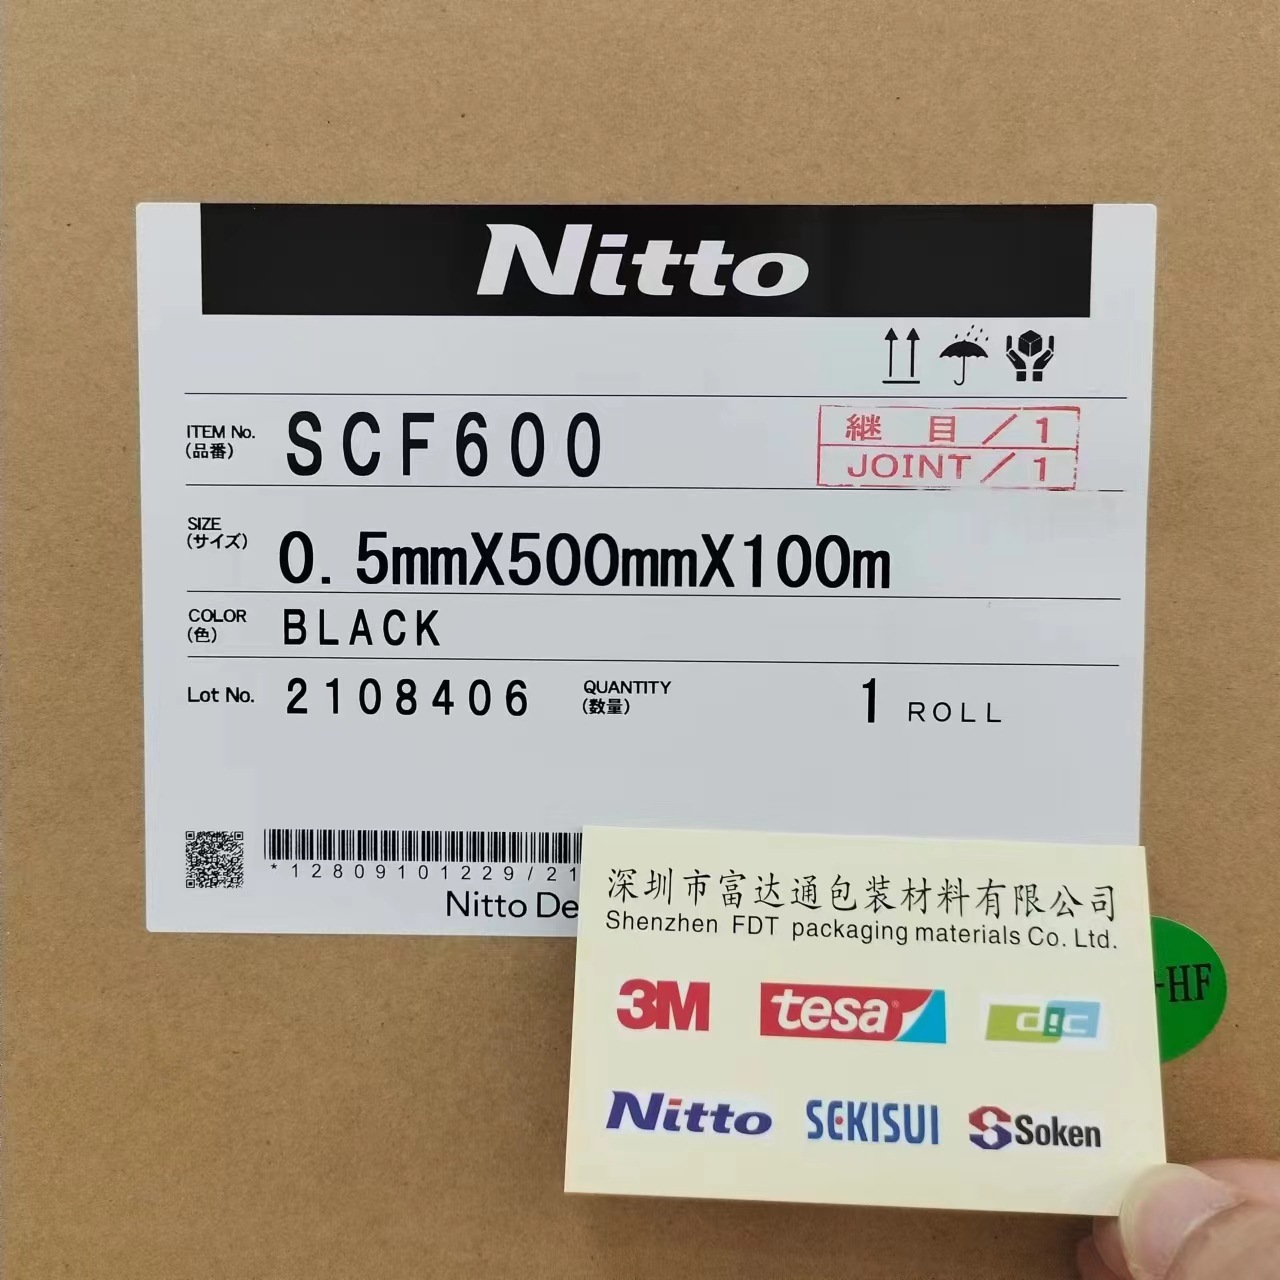 Nitto
ITEM No.
(品番)
SCF600
継 目/1
JOINT/1
SIZE
(サイズ)
0.5mmX500mmX100m
COLOR
(色)
BLACK
Lot No.
2108406
QUANTITY
(数量)
1 ROLL
*12809101229/21
Nitto De
深圳市富达通包装材料有限公司
Shenzhen FDT packaging materials Co. Ltd.
-HF
3M
tesa®
dic
Nitto
SEKISUI
Soken